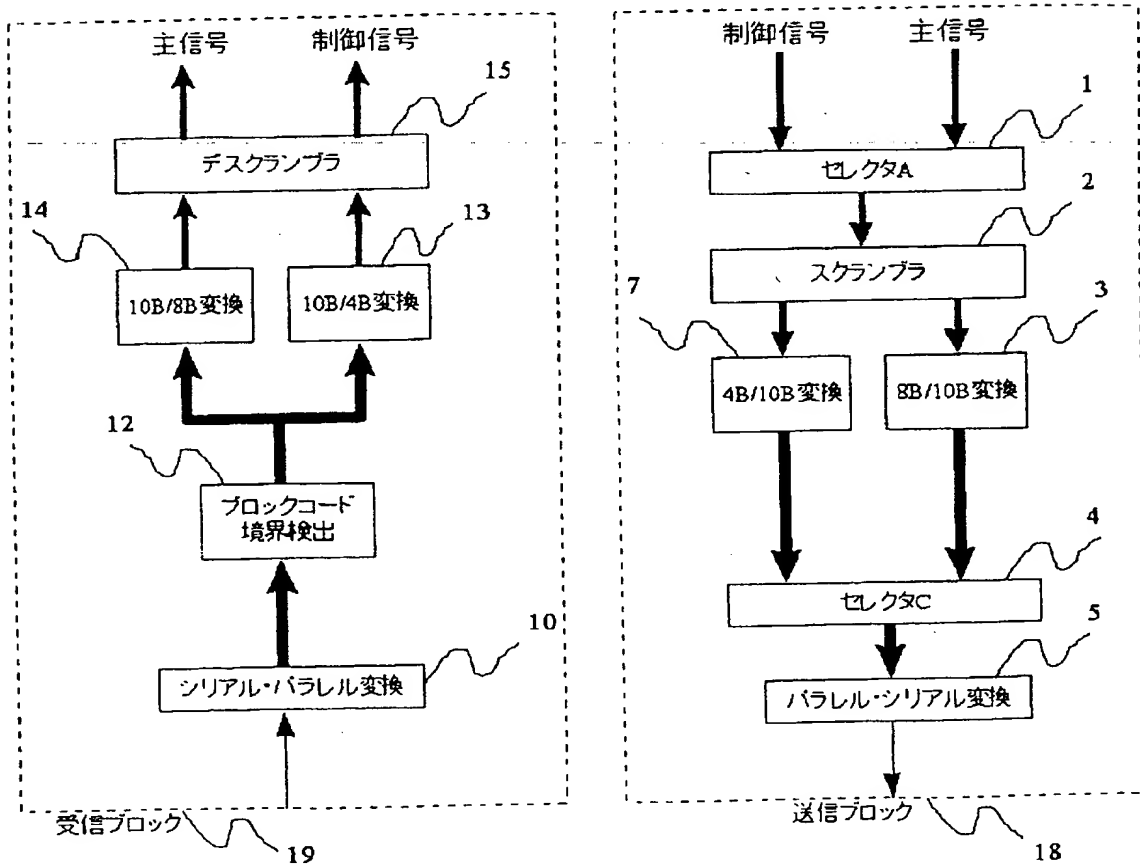 主信号
制御信号
15
デスクランブラ
14
13
10B/8B変換
10B/4B変換
12
ブロックコード
境界検出
10
シリアル・パラレル変換
受信ブロック
19
制御信号
主信号
1
セレクタA
2
スクランブラ
7
3
4B/10B変換
8B/10B変換
4
セレクタC
5
パラレル・シリアル変換
送信ブロック
18